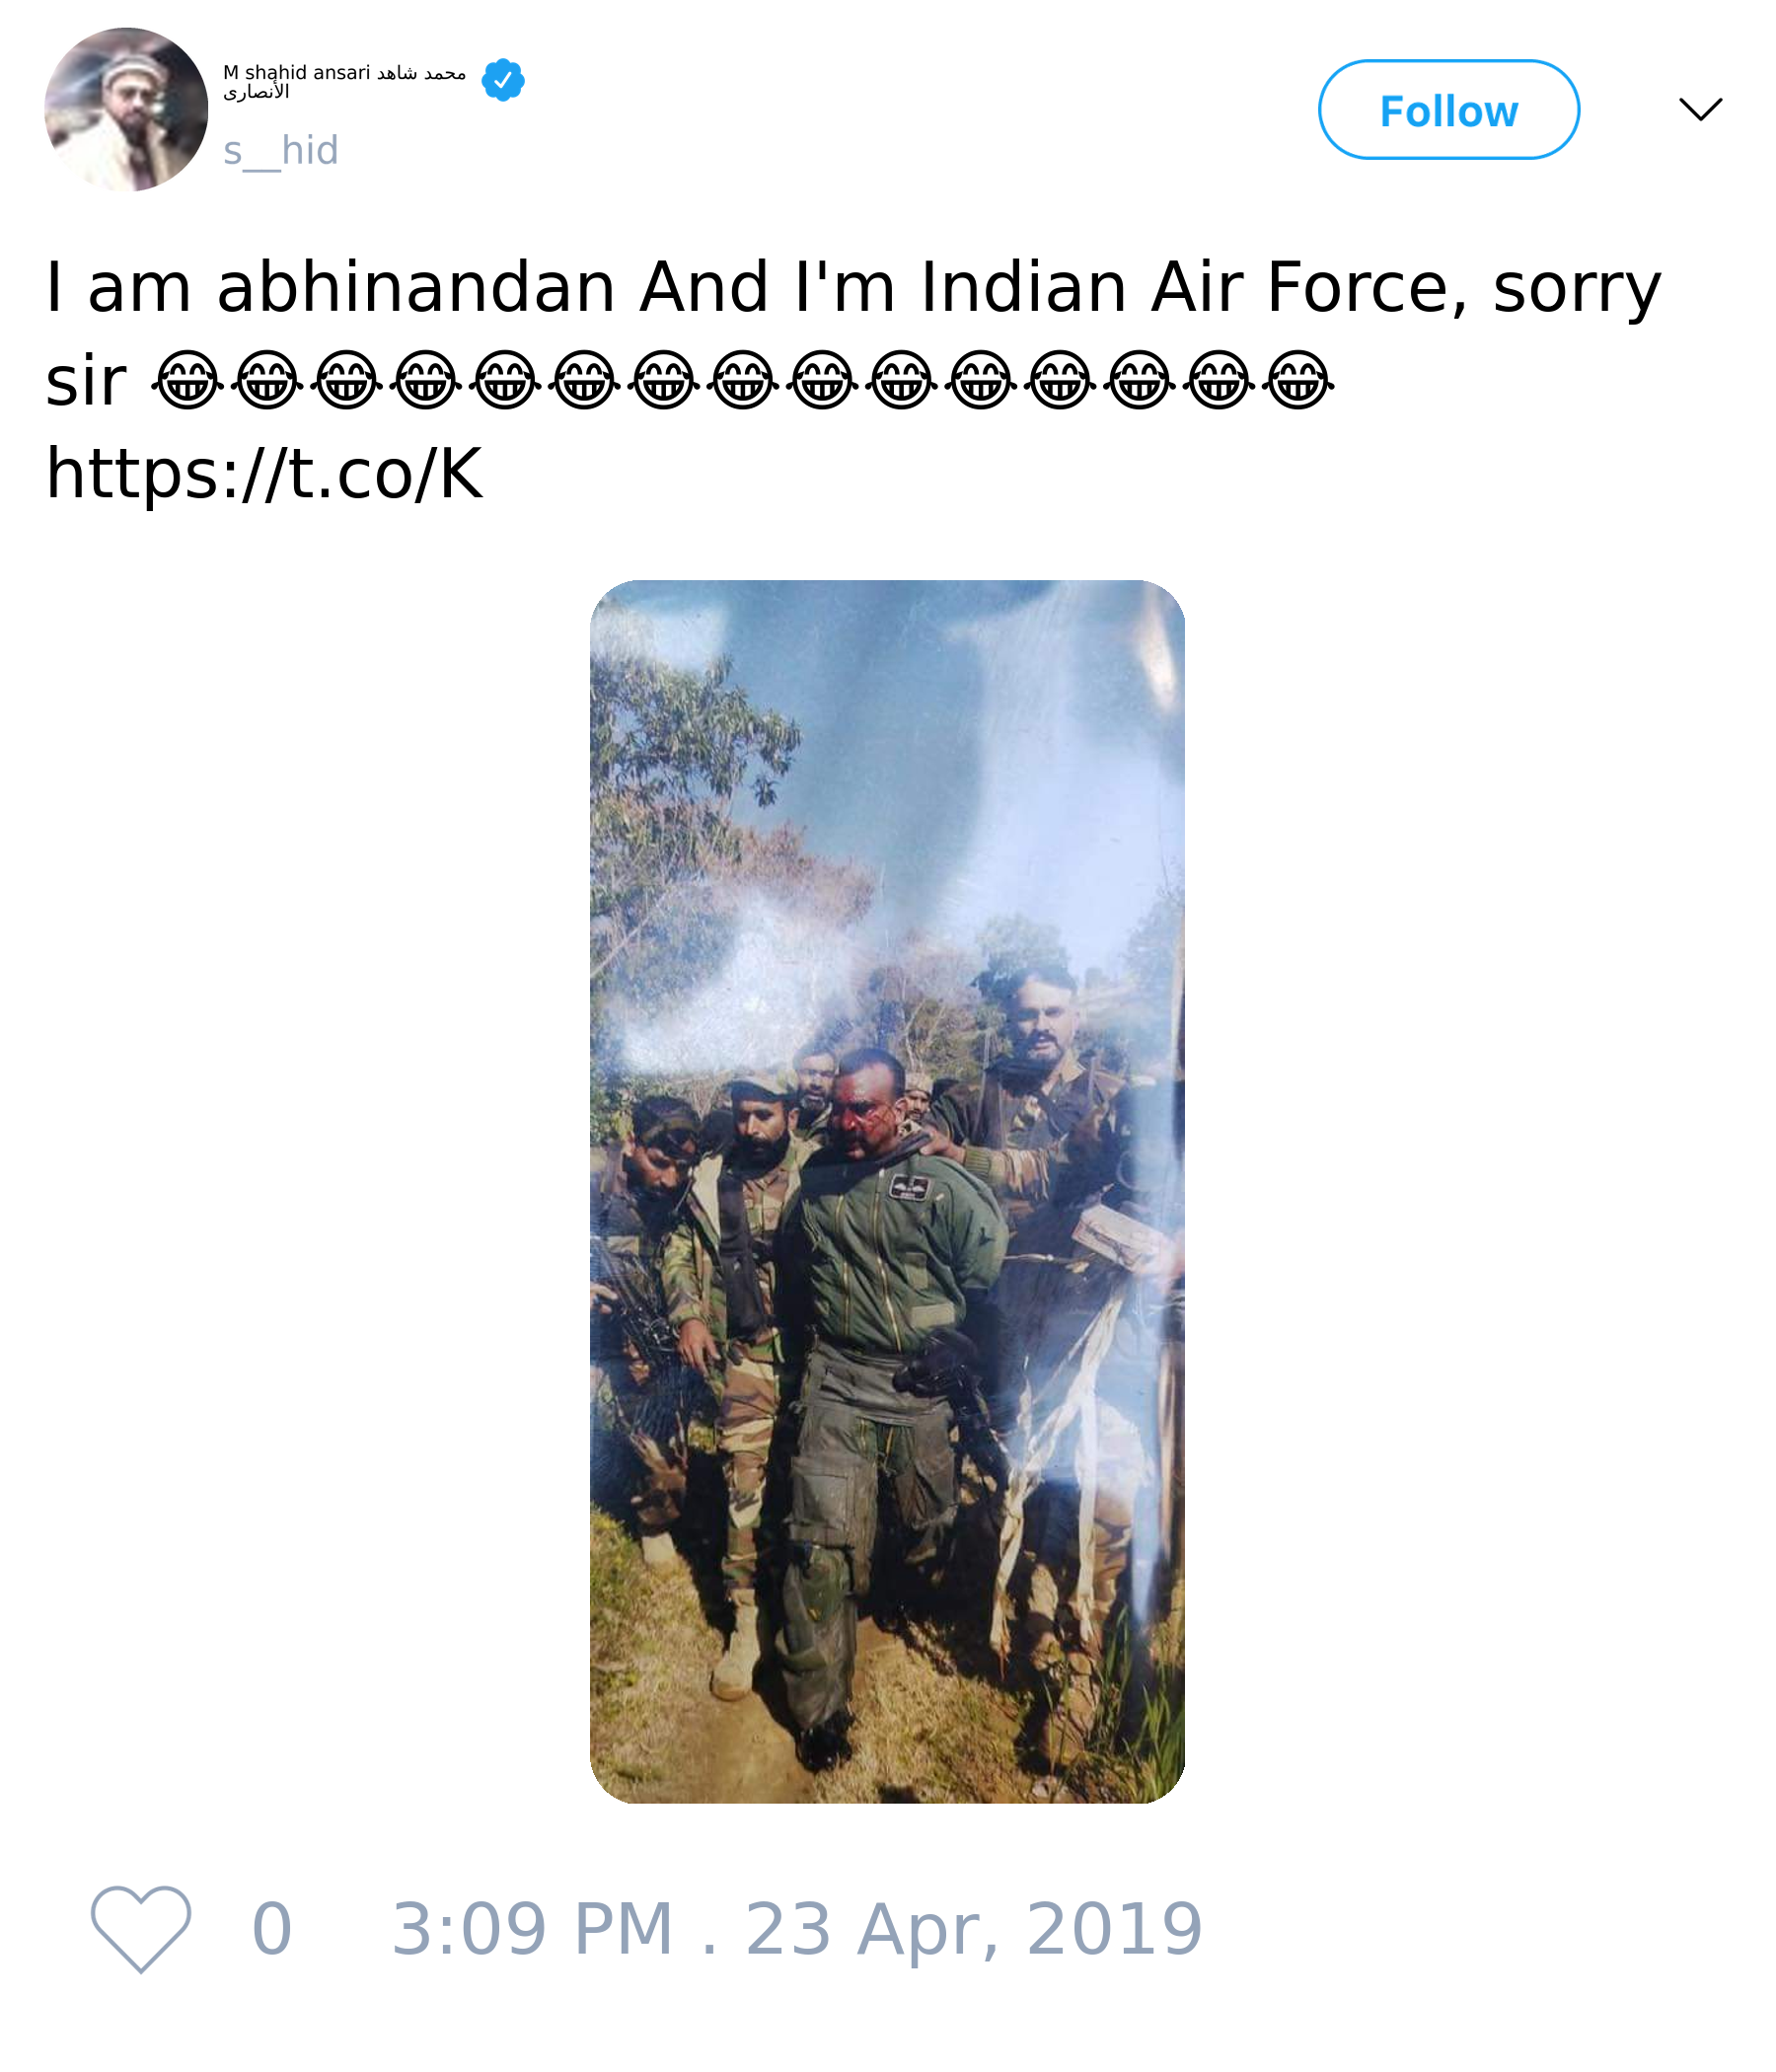 M shahid ansari محمد شاهد
الأنصارى
s__hid
Follow
I am abhinandan And I'm Indian Air Force, sorry
sir 😂😂😂😂😂😂😂😂😂😂😂😂😂😂😂
https://t.co/K
0 3:09 PM . 23 Apr, 2019